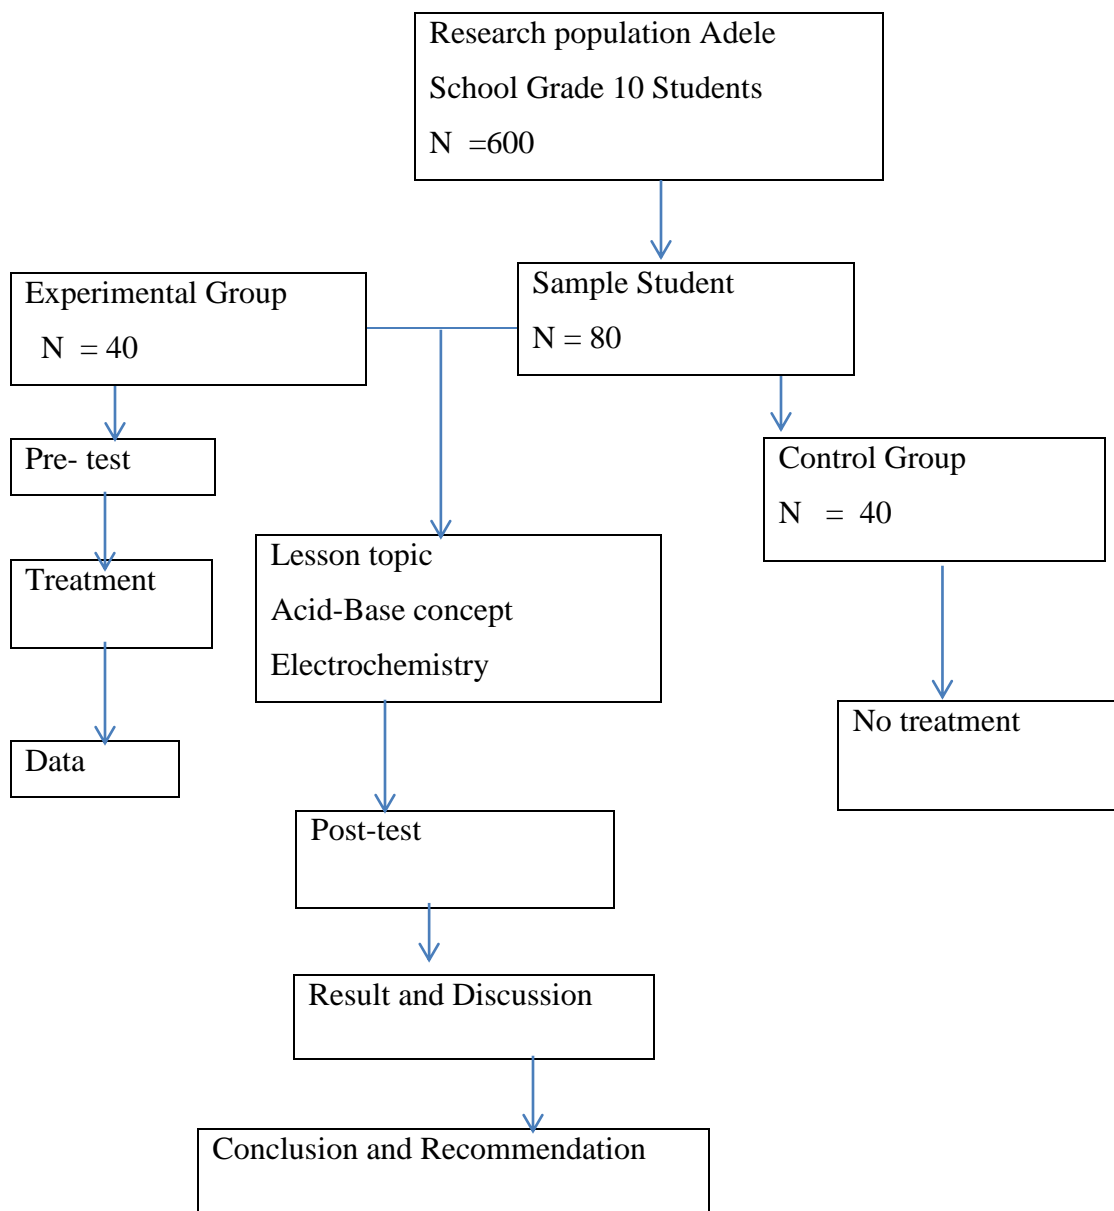 Research population Adele
School Grade 10 Students
N =600
Experimental Group
N = 40
Sample Student
N = 80
Pre- test
Control Group
N = 40
Treatment
Lesson topic
Acid-Base concept
Electrochemistry
No treatment
Data
Post-test
Result and Discussion
Conclusion and Recommendation